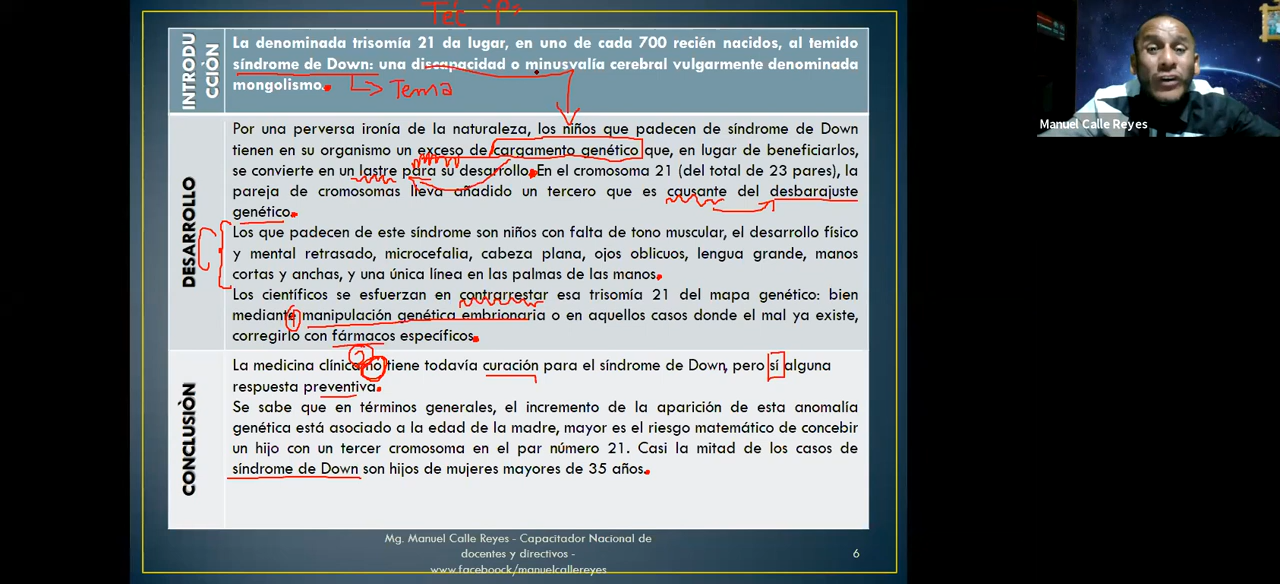 Téc
INTRODU
CCIÓN
La denominada trisomía 21 da lugar, en uno de cada 700 recién nacidos, al temido
síndrome de Down: una discapacidad o minusvalía cerebral vulgarmente denominada
mongolismo.
Tema
DESARROLLO
Por una perversa ironía de la naturaleza, los niños que padecen de síndrome de Down
tienen en su organismo un exceso de cargamento genético que, en lugar de beneficiarlos,
se convierte en un lastre para su desarrollo. En el cromosoma 21 (del total de 23 pares), la
pareja de cromosomas lleva añadido un tercero que es causante del desbarajuste
genético.
Los que padecen de este síndrome son niños con falta de tono muscular, el desarrollo físico
y mental retrasado, microcefalia, cabeza plana, ojos oblicuos, lengua grande, manos
cortas y anchas, y una única línea en las palmas de las manos.
Los científicos se esfuerzan en contrarrestar esa trisomía 21 del mapa genético: bien
mediante manipulación genética embrionaria o en aquellos casos donde el mal ya existe,
1
corregirlo con fármacos específicos.
2
CONCLUSIÒN
La medicina clínica no tiene todavía curación para el síndrome de Down, pero sí alguna
respuesta preventiva.
Se sabe que en términos generales, el incremento de la aparición de esta anomalía
genética está asociado a la edad de la madre, mayor es el riesgo matemático de concebir
un hijo con un tercer cromosoma en el par número 21. Casi la mitad de los casos de
síndrome de Down son hijos de mujeres mayores de 35 años.
Mg. Manuel Calle Reyes - Capacitador Nacional de
docentes y directivos -
www.faceboock/manuelcallereyes
6
Manuel Calle Reyes